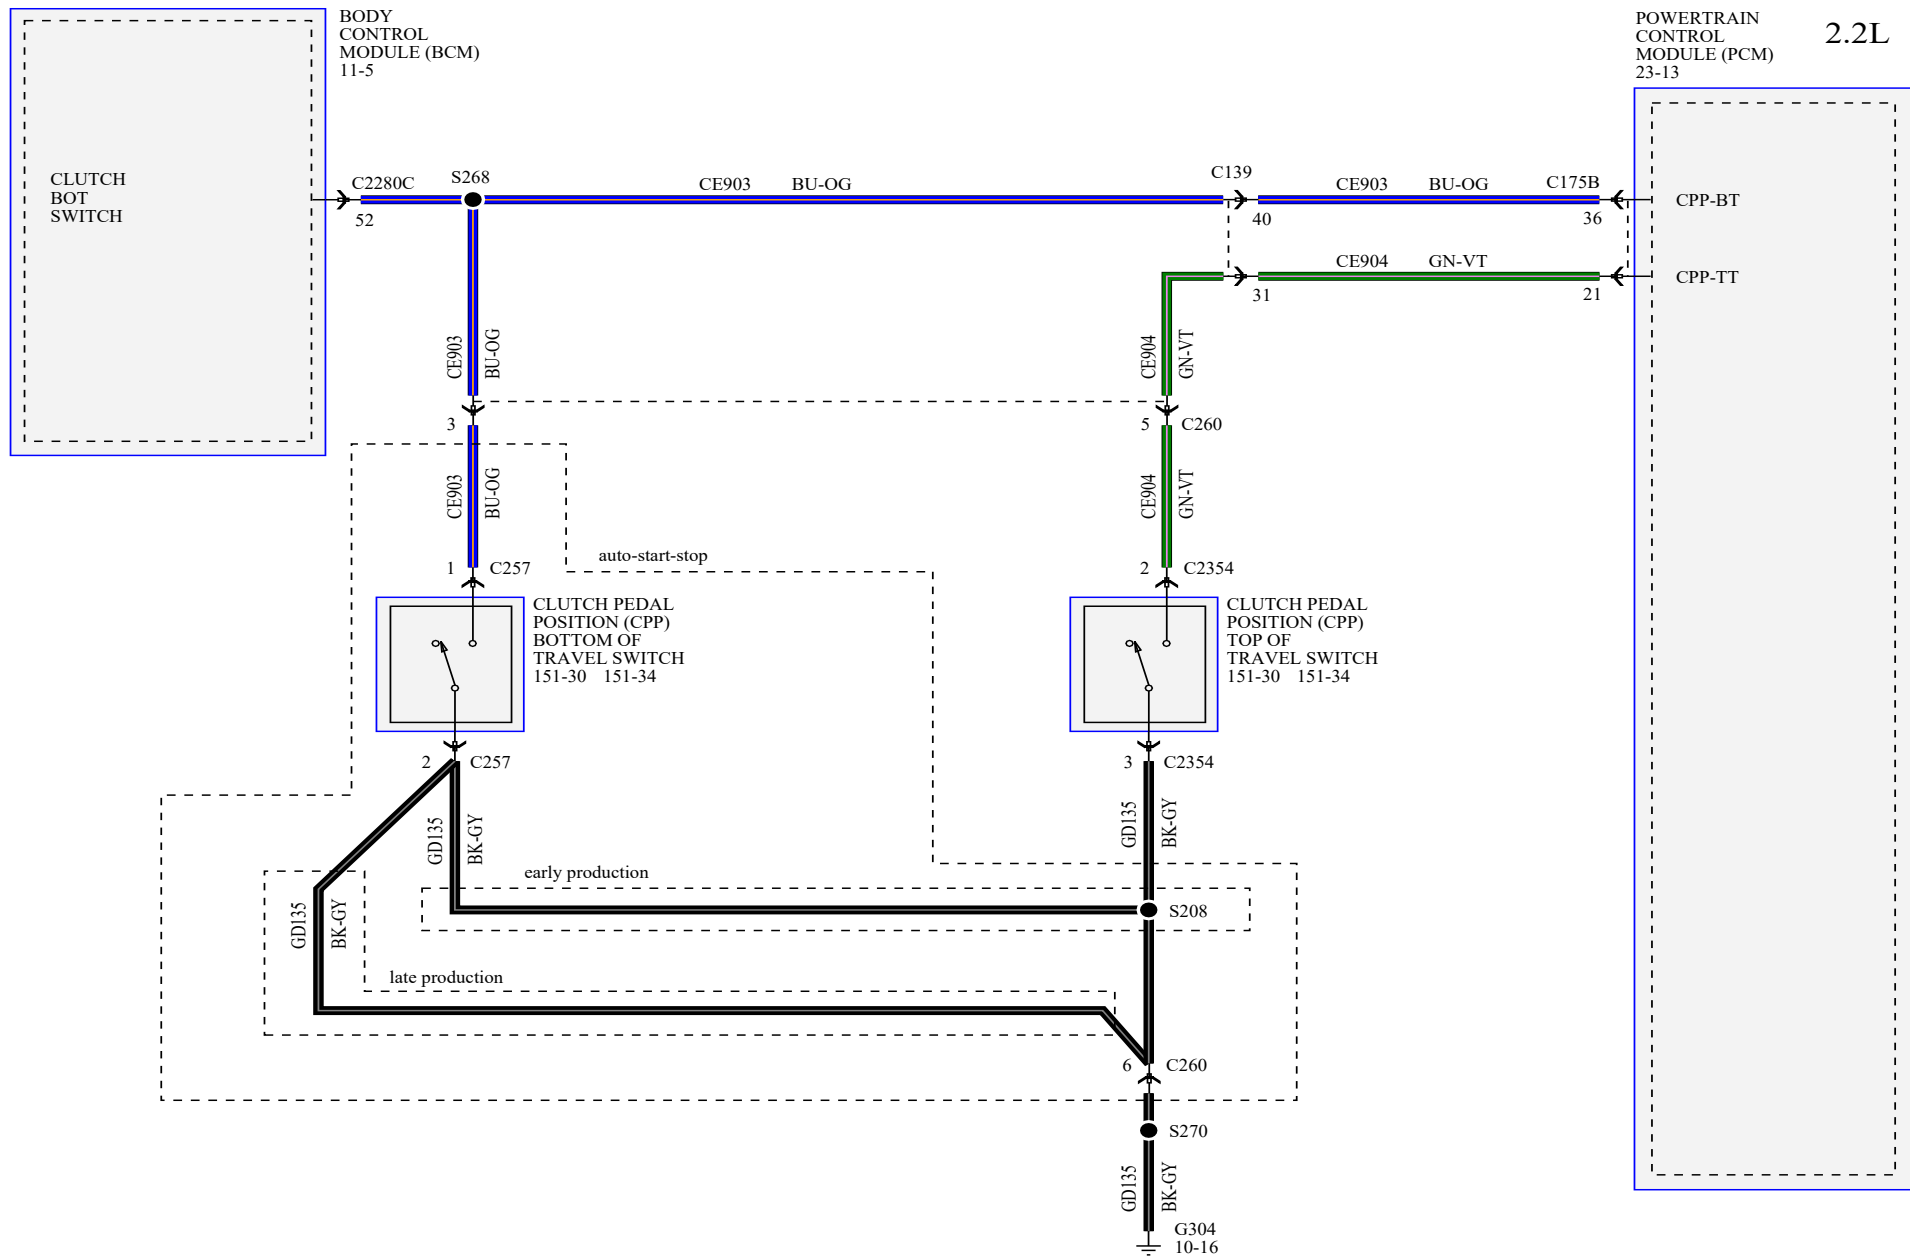 BODY
CONTROL
MODULE (BCM)
11-5
POWERTRAIN
CONTROL
MODULE (PCM)
23-13
2.2L
CLUTCH
BOT
SWITCH
C2280C
52
S268
CE903 BU-OG
C139
40
CE903 BU-OG
C175B
36
CPP-BT
CE904 GN-VT
31
21
CPP-TT
CE903
BU-OG
CE904
GN-VT
3
5
C260
CE903
BU-OG
CE904
GN-VT
auto-start-stop
1
C257
2
C2354
CLUTCH PEDAL
POSITION (CPP)
BOTTOM OF
TRAVEL SWITCH
151-30 151-34
CLUTCH PEDAL
POSITION (CPP)
TOP OF
TRAVEL SWITCH
151-30 151-34
2
C257
3
C2354
GD135
BK-GY
GD135
BK-GY
early production
S208
GD135
BK-GY
late production
6
C260
S270
GD135
BK-GY
G304
10-16